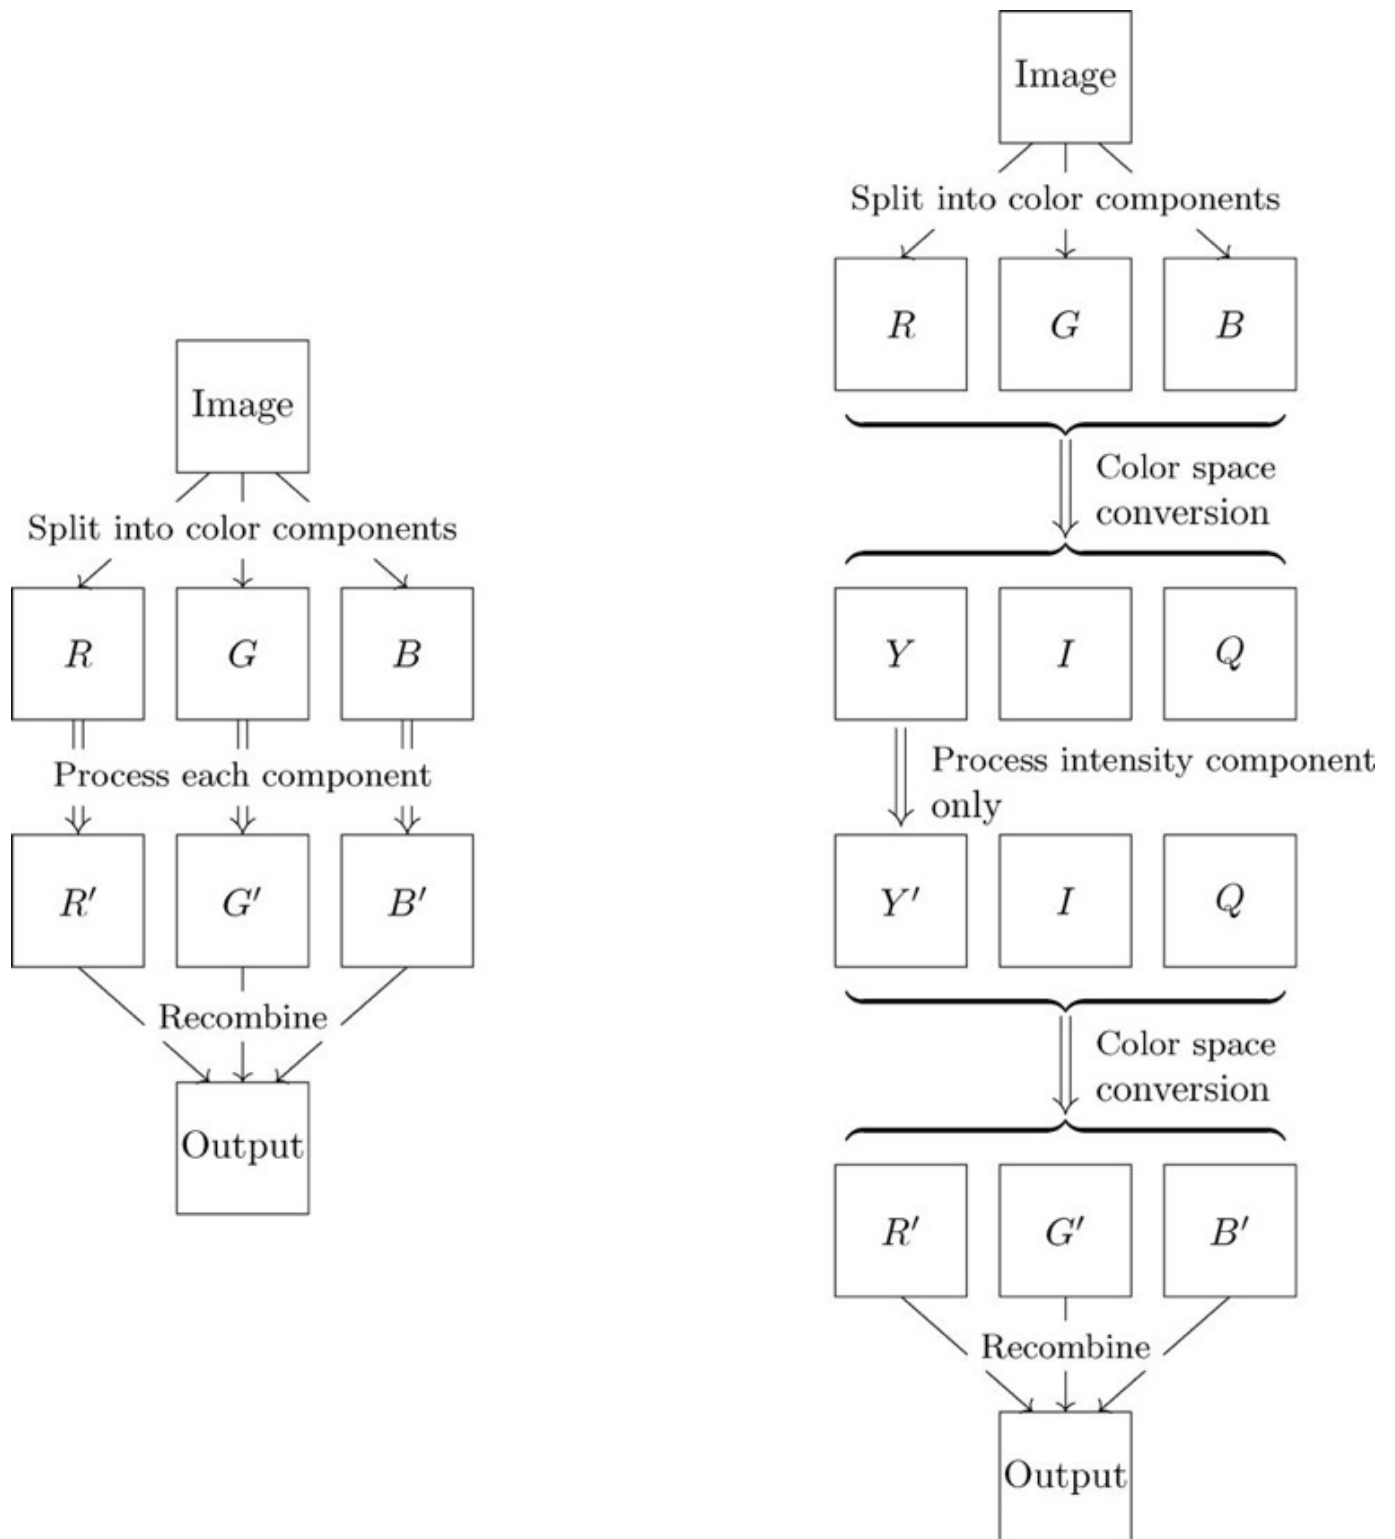 Image
Split into color components
R G B
Process each component
R′ G′ B′
Recombine
Output
Image
Split into color components
R G B
Color space
conversion
Y I Q
Process intensity component
only
Y′ I Q
Color space
conversion
R′ G′ B′
Recombine
Output